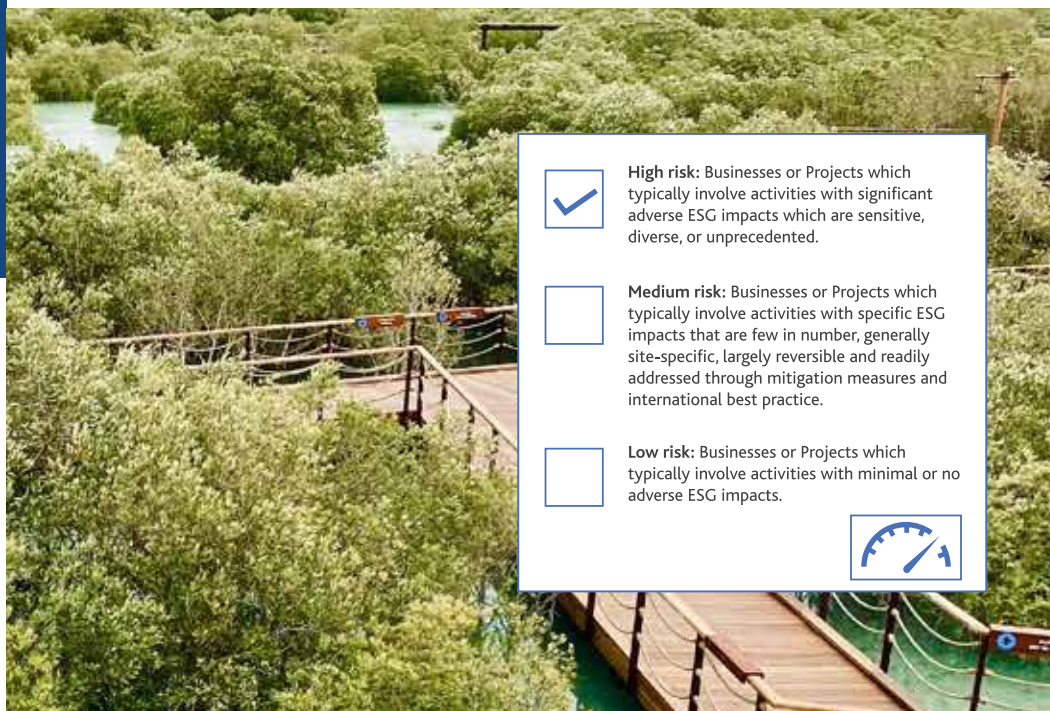 High risk: Businesses or Projects which
typically involve activities with significant
adverse ESG impacts which are sensitive,
diverse, or unprecedented.
Medium risk: Businesses or Projects which
typically involve activities with specific ESG
impacts that are few in number, generally
site-specific, largely reversible and readily
addressed through mitigation measures and
international best practice.
Low risk: Businesses or Projects which
typically involve activities with minimal or no
adverse ESG impacts.